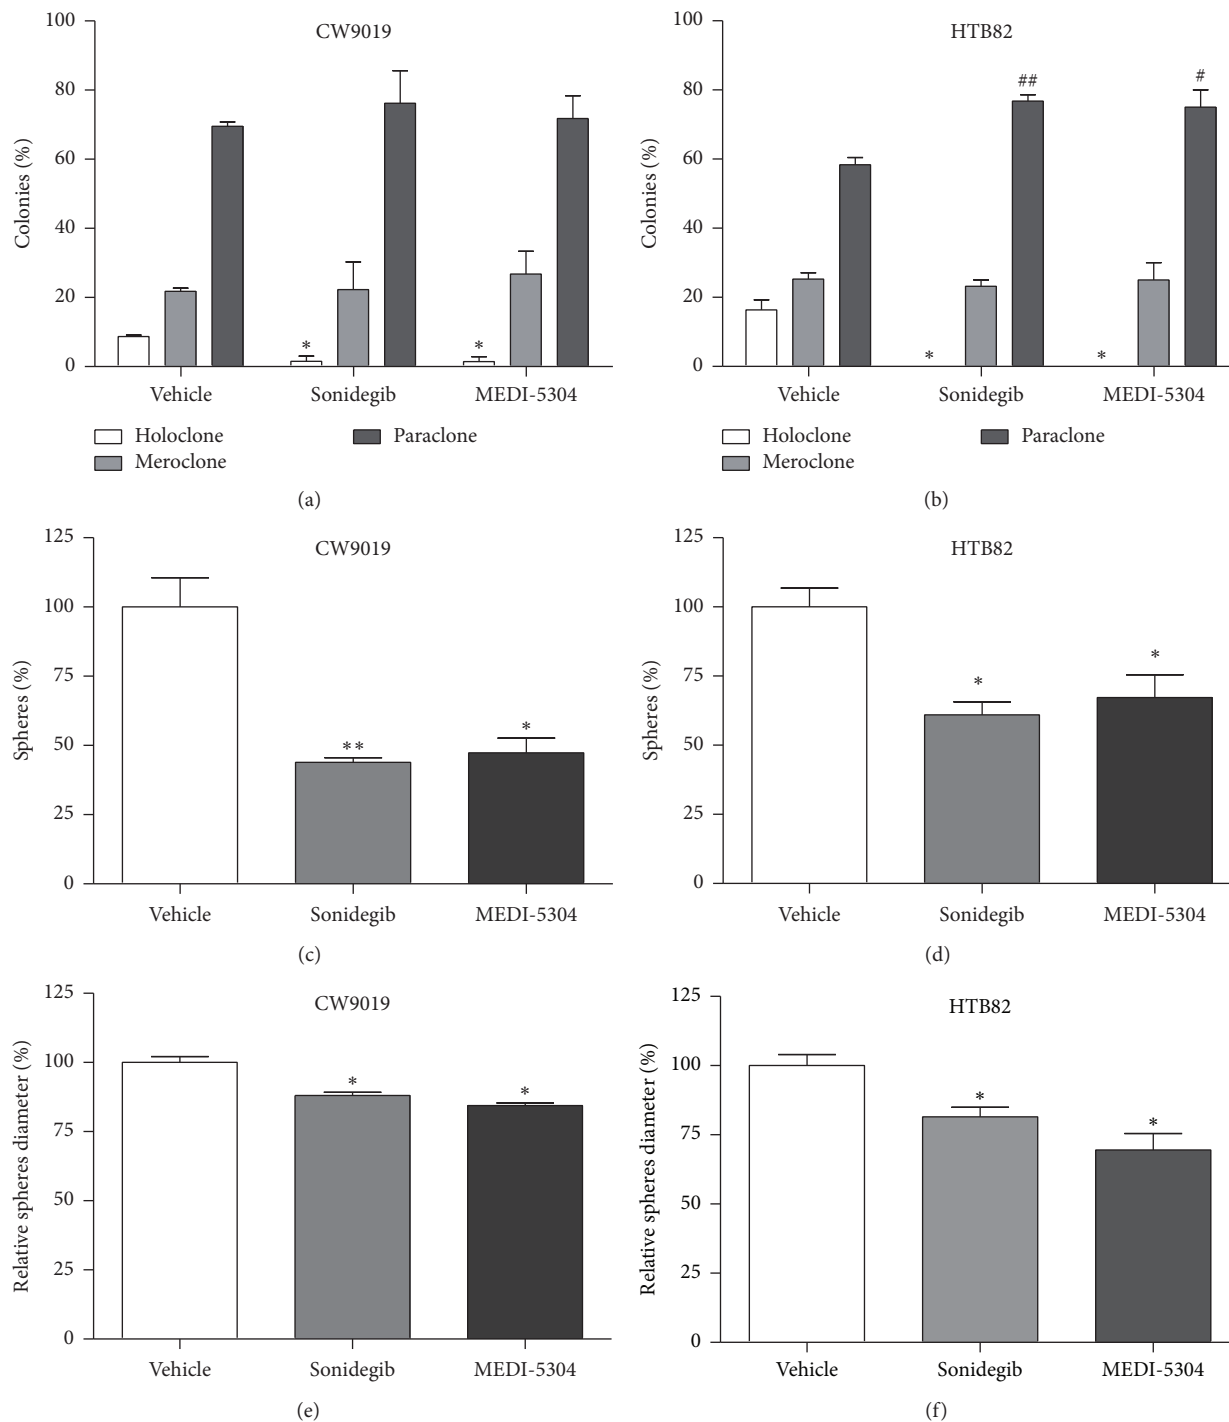 CW9019
100
80
60
40
20
0
Colonies (%)
*
*
Vehicle
Sonidegib
MEDI-5304
Holoclone
Meroclone
Paraclone
(a)
HTB82
100
80
60
40
20
0
Colonies (%)
*
##
*
#
Vehicle
Sonidegib
MEDI-5304
Holoclone
Meroclone
Paraclone
(b)
CW9019
125
100
75
50
25
0
Spheres (%)
**
*
Vehicle
Sonidegib
MEDI-5304
(c)
HTB82
125
100
75
50
25
0
Spheres (%)
*
*
Vehicle
Sonidegib
MEDI-5304
(d)
CW9019
125
100
75
50
25
0
Relative spheres diameter (%)
*
*
Vehicle
Sonidegib
MEDI-5304
(e)
HTB82
125
100
75
50
25
0
Relative spheres diameter (%)
*
*
Vehicle
Sonidegib
MEDI-5304
(f)